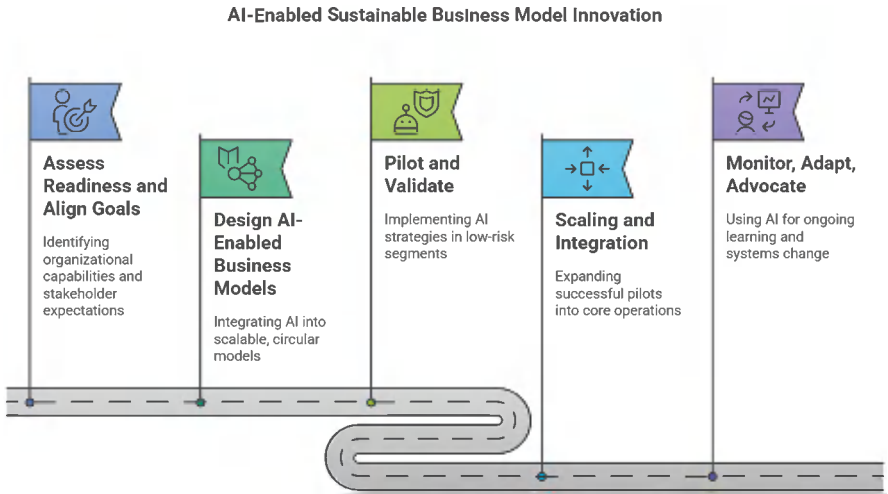 AI-Enabled Sustainable Business Model Innovation
Assess
Readiness and
Align Goals
Identifying
organizational
capabilities and
stakeholder
expectations
Design AI-
Enabled
Business
Models
Integrating AI into
scalable, circular
models
Pilot and
Validate
Implementing AI
strategies in low-risk
segments
Scaling and
Integration
Expanding
successful pilots
into core operations
Monitor, Adapt,
Advocate
Using AI for ongoing
learning and
systems change